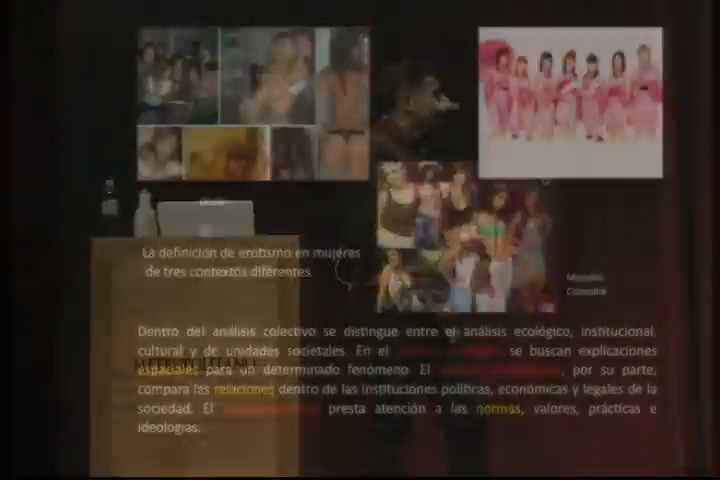 La definición de erotismo en mujeres
de tres contextos diferentes.
Colombia
Dentro del análisis colectivo se distingue entre el análisis ecológico, institucional,
cultural y de unidades societales. En el se buscan explicaciones
espaciales para un determinado fenómeno. El , por su parte,
compara las relaciones dentro de las instituciones políticas, económicas y legales de la
sociedad. El presta atención a las normas, valores, prácticas e
ideologías.